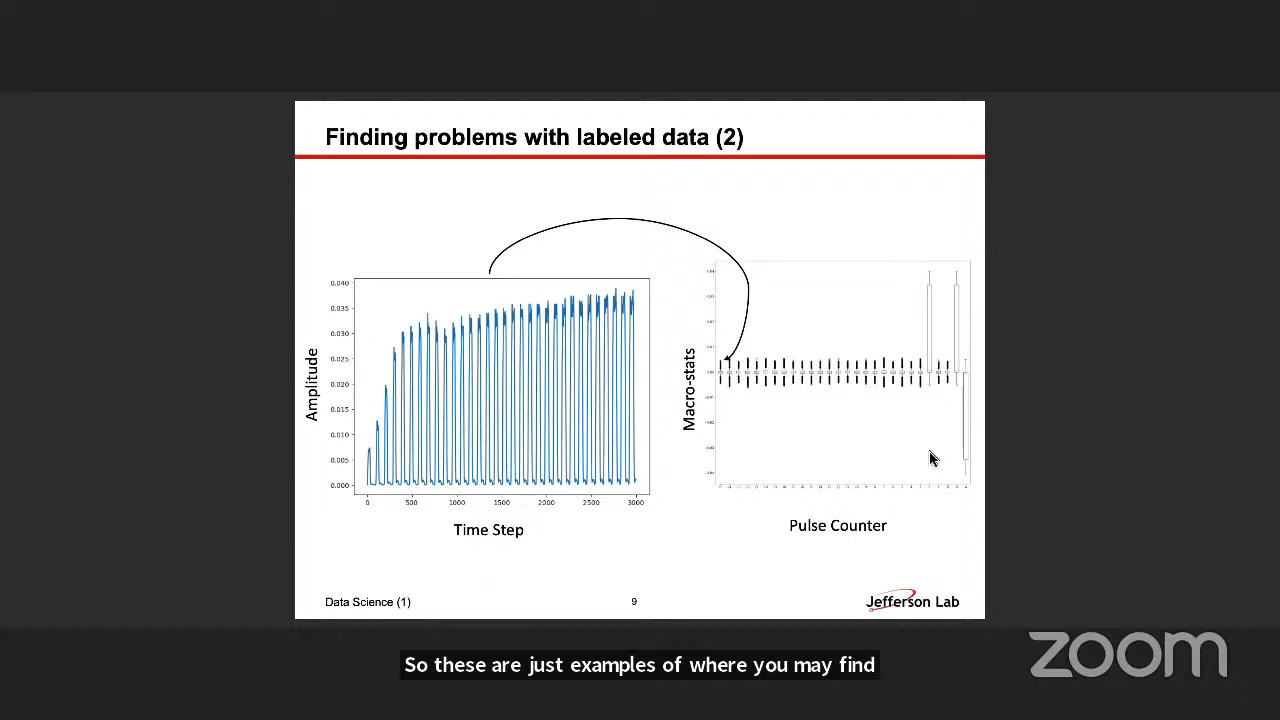 Finding problems with labeled data (2)
Amplitude
0.040
0.035
0.030
0.025
0.020
0.015
0.010
0.005
0.000
0 500 1000 1500 2000 2500 3000
Time Step
Macro-stats
Pulse Counter
Data Science (1)
9
Jefferson Lab
So these are just examples of where you may find
zoom